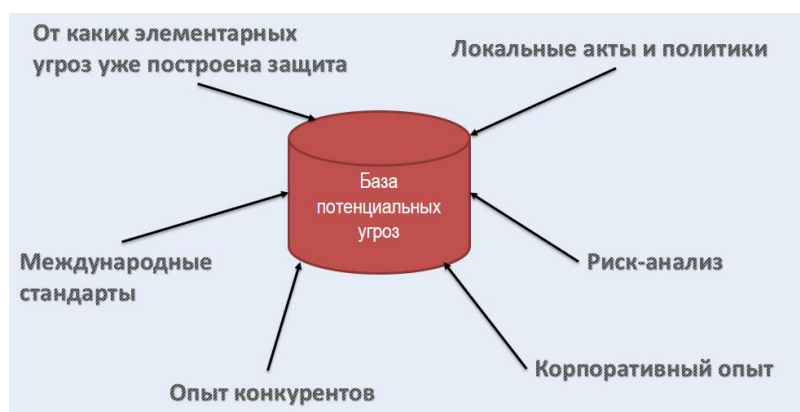 От каких элементарных
угроз уже построена защита
Локальные акты и политики
База
потенциальных
угроз
Международные
стандарты
Риск-анализ
Опыт конкурентов
Корпоративный опыт